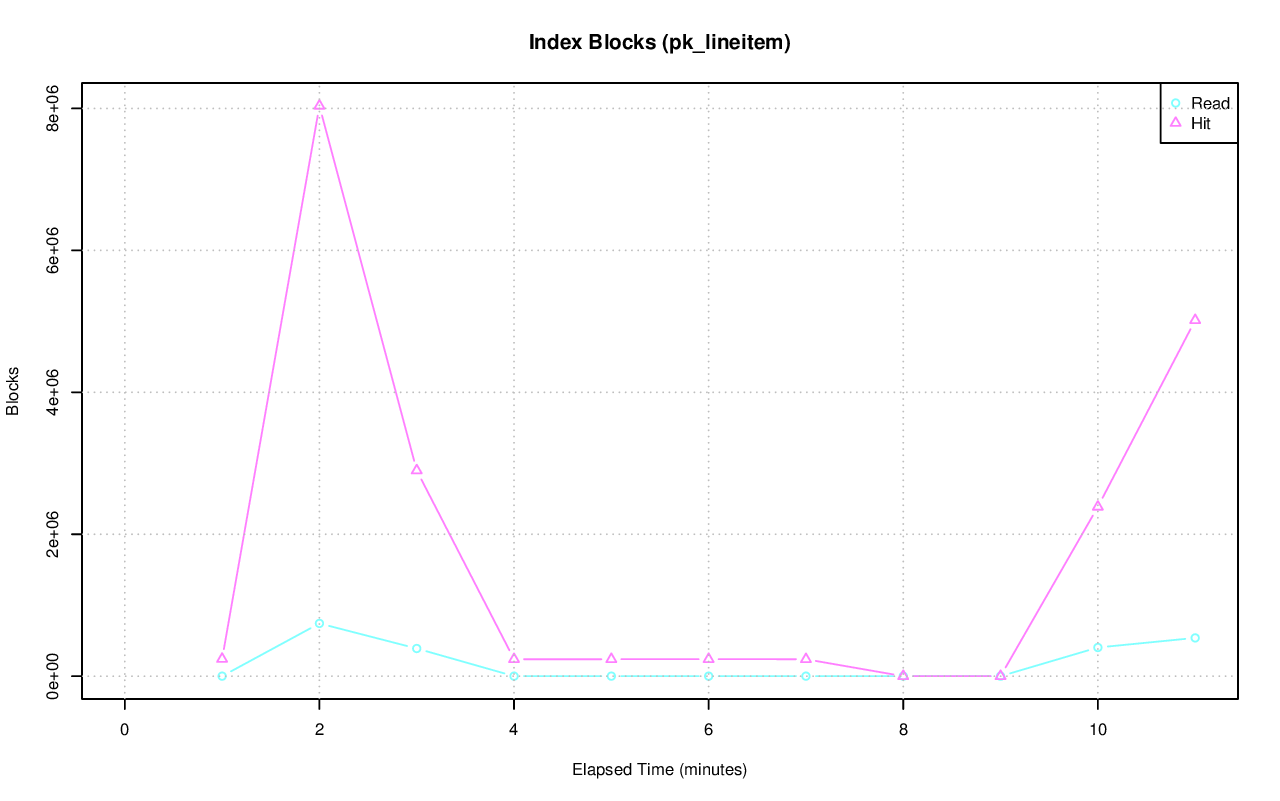 Index Blocks (pk_lineitem)
Read
Hit
Blocks
8e+06
6e+06
4e+06
2e+06
0e+00
0 2 4 6 8 10
Elapsed Time (minutes)